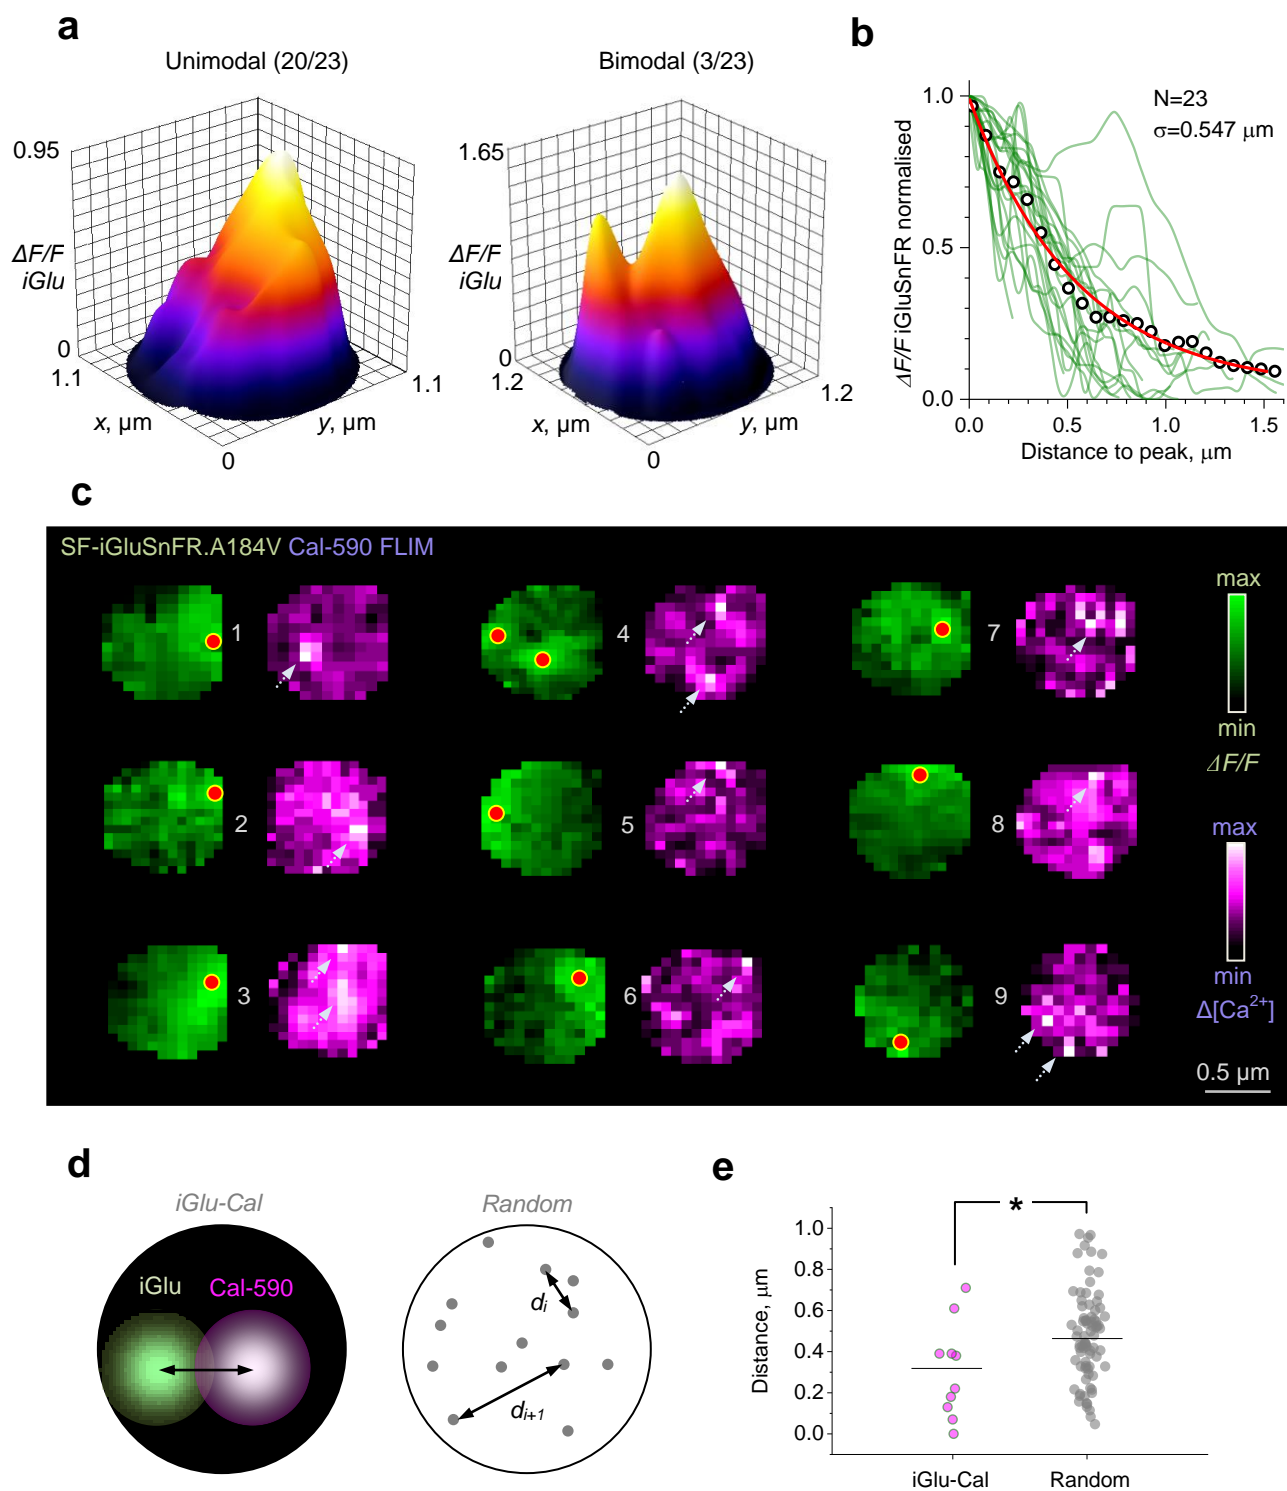 a
Unimodal (20/23)
Bimodal (3/23)
0.95
ΔF/F
iGlu
0
1.1
x, µm
0
y, µm
1.1
1.65
ΔF/F
iGlu
0
1.2
x, µm
0
y, µm
1.2
b
N=23
σ=0.547 µm
ΔF/F iGluSnFR normalised
1.0
0.5
0.0
0.0 0.5 1.0 1.5
Distance to peak, µm
c
SF-iGluSnFR.A184V Cal-590 FLIM
1 4 7
2 5 8
3 6 9
max
min
ΔF/F
max
min
Δ[Ca²⁺]
0.5 µm
d
iGlu-Cal
Random
iGlu Cal-590
dᵢ
dᵢ₊₁
e
*
Distance, µm
1.0
0.8
0.6
0.4
0.2
0.0
iGlu-Cal Random